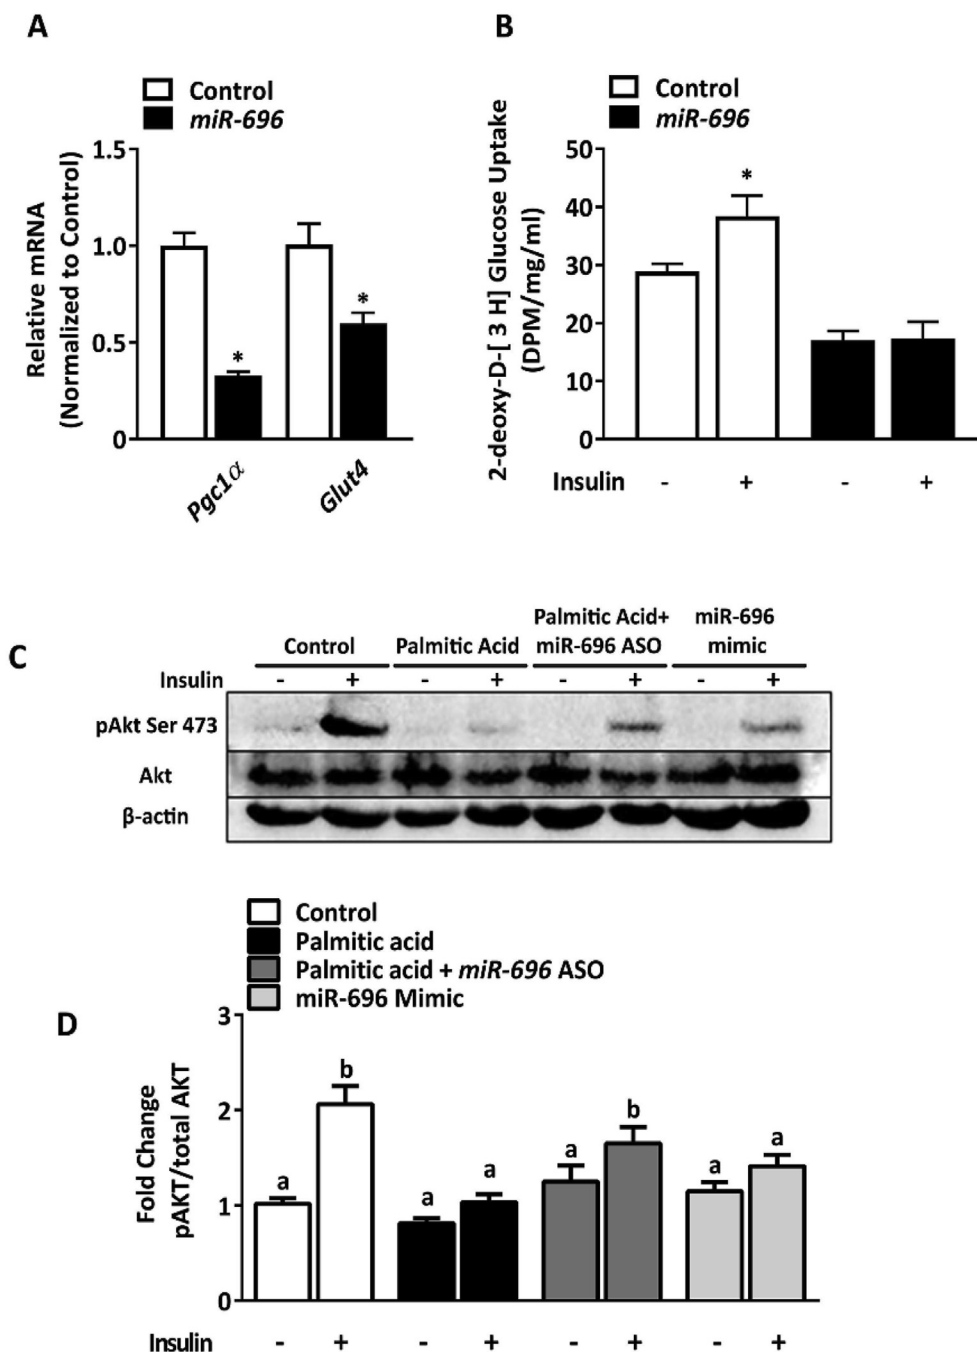 A
Control
miR-696
Relative mRNA
(Normalized to Control)
1.5
1.0
0.5
0
Pgc1α
Glut4
B
Control
miR-696
2-deoxy-D-[ 3 H] Glucose Uptake
(DPM/mg/ml)
50
40
30
20
10
0
*
*
*
Insulin - + - +
C
Control Palmitic Acid Palmitic Acid+ miR-696 ASO miR-696 mimic
Insulin - + - + - + - +
pAkt Ser 473
Akt
β-actin
Control
Palmitic acid
Palmitic acid + miR-696 ASO
miR-696 Mimic
D
Fold Change
pAKT/total AKT
3
2
1
0
a b a a a b a a
Insulin - + - + - + - +